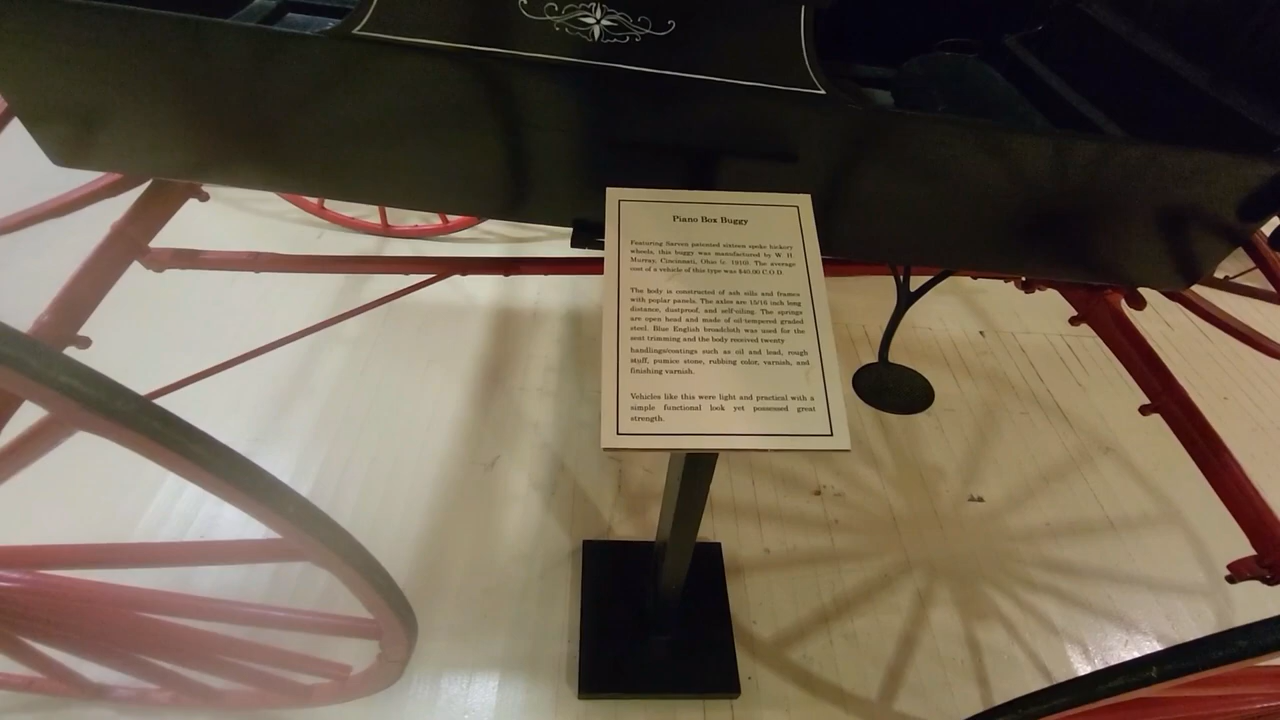 Piano Box Buggy
Featuring Sarven patented sixteen spoke hickory
wheels, this buggy was manufactured by W. H.
Murray, Cincinnati, Ohio (c. 1910). The average
cost of a vehicle of this type was $40.00 C.O.D.
The body is constructed of ash sills and frames
with poplar panels. The axles are 15/16 inch long
distance, dustproof, and self-oiling. The springs
are open head and made of oil-tempered graded
steel. Blue English broadcloth was used for the
seat trimming and the body received twenty
handlings/coatings such as oil and lead, rough
stuff, pumice stone, rubbing color, varnish, and
finishing varnish.
Vehicles like this were light and practical with a
simple functional look yet possessed great
strength.